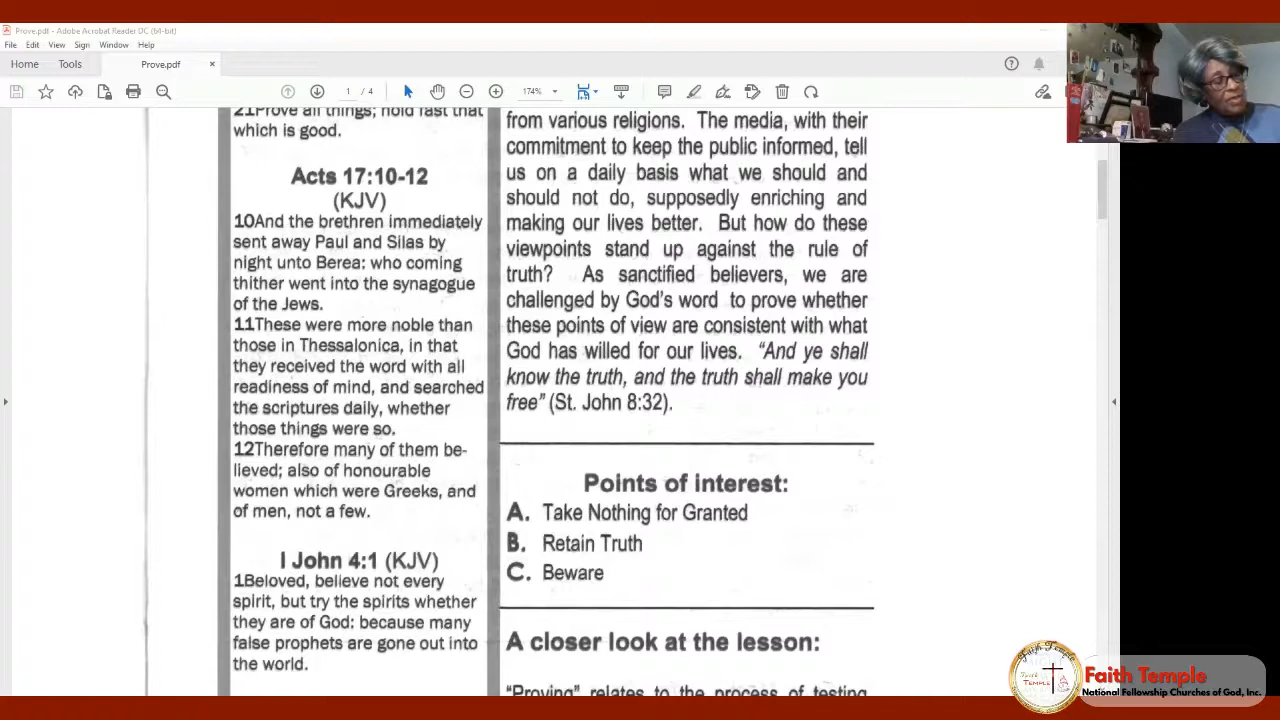 Prove.pdf - Adobe Acrobat Reader DC (64-bit)
File Edit View Sign Window Help
Home Tools Prove.pdf ×
1 / 4 174%
21Prove all things; hold fast that
which is good.
Acts 17:10-12
(KJV)
10And the brethren immediately
sent away Paul and Silas by
night unto Berea: who coming
thither went into the synagogue
of the Jews.
11These were more noble than
those in Thessalonica, in that
they received the word with all
readiness of mind, and searched
the scriptures daily, whether
those things were so.
12Therefore many of them be-
lieved; also of honourable
women which were Greeks, and
of men, not a few.
I John 4:1 (KJV)
1Beloved, believe not every
spirit, but try the spirits whether
they are of God: because many
false prophets are gone out into
the world.
from various religions. The media, with their
commitment to keep the public informed, tell
us on a daily basis what we should and
should not do, supposedly enriching and
making our lives better. But how do these
viewpoints stand up against the rule of
truth? As sanctified believers, we are
challenged by God's word to prove whether
these points of view are consistent with what
God has willed for our lives. "And ye shall
know the truth, and the truth shall make you
free" (St. John 8:32).
Points of interest:
A. Take Nothing for Granted
B. Retain Truth
C. Beware
A closer look at the lesson:
"Proving" relates to the process of testing
Faith Temple
National Fellowship Churches of God, Inc.